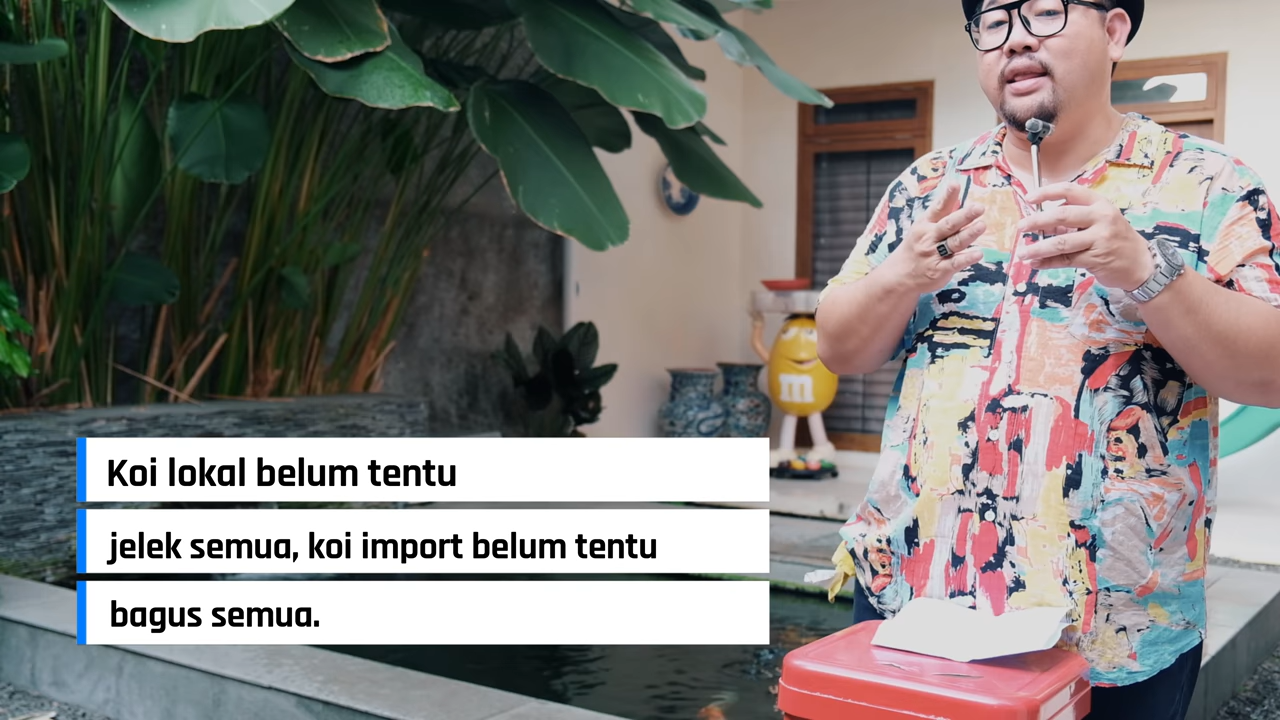 m
Koi lokal belum tentu
jelek semua, koi import belum tentu
bagus semua.